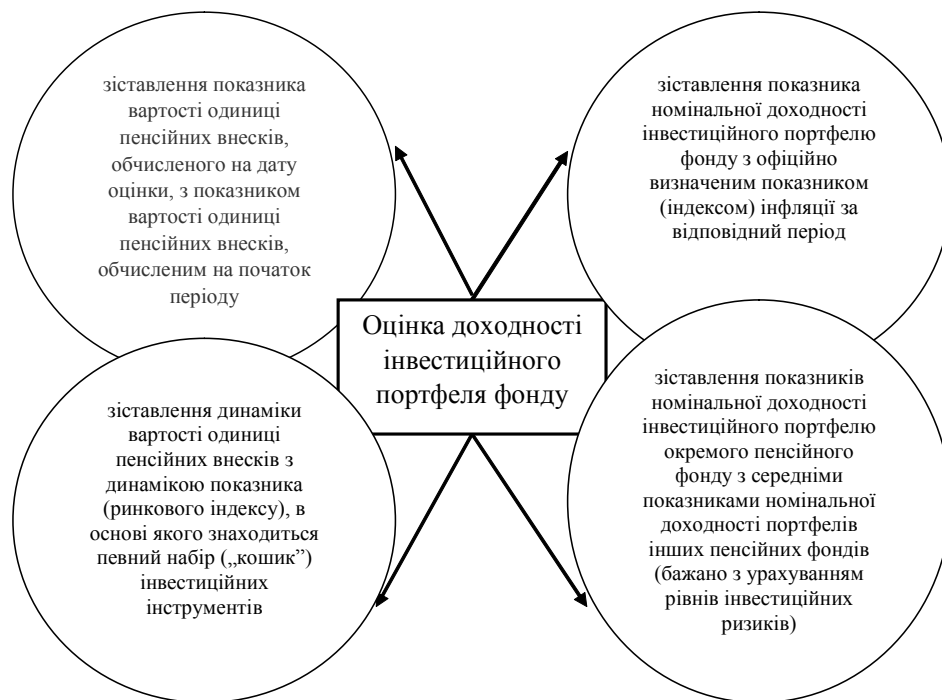 зіставлення показника
вартості одиниці
пенсійних внесків,
обчисленого на дату
оцінки, з показником
вартості одиниці
пенсійних внесків,
обчисленим на початок
періоду
зіставлення показника
номінальної доходності
інвестиційного портфелю
фонду з офіційно
визначеним показником
(індексом) інфляції за
відповідний період
Оцінка доходності
інвестиційного
портфеля фонду
зіставлення динаміки
вартості одиниці
пенсійних внесків з
динамікою показника
(ринкового індексу), в
основі якого знаходиться
певний набір („кошик”)
інвестиційних
інструментів
зіставлення показників
номінальної доходності
інвестиційного портфелю
окремого пенсійного
фонду з середніми
показниками номінальної
доходності портфелів
інших пенсійних фондів
(бажано з урахуванням
рівнів інвестиційних
ризиків)